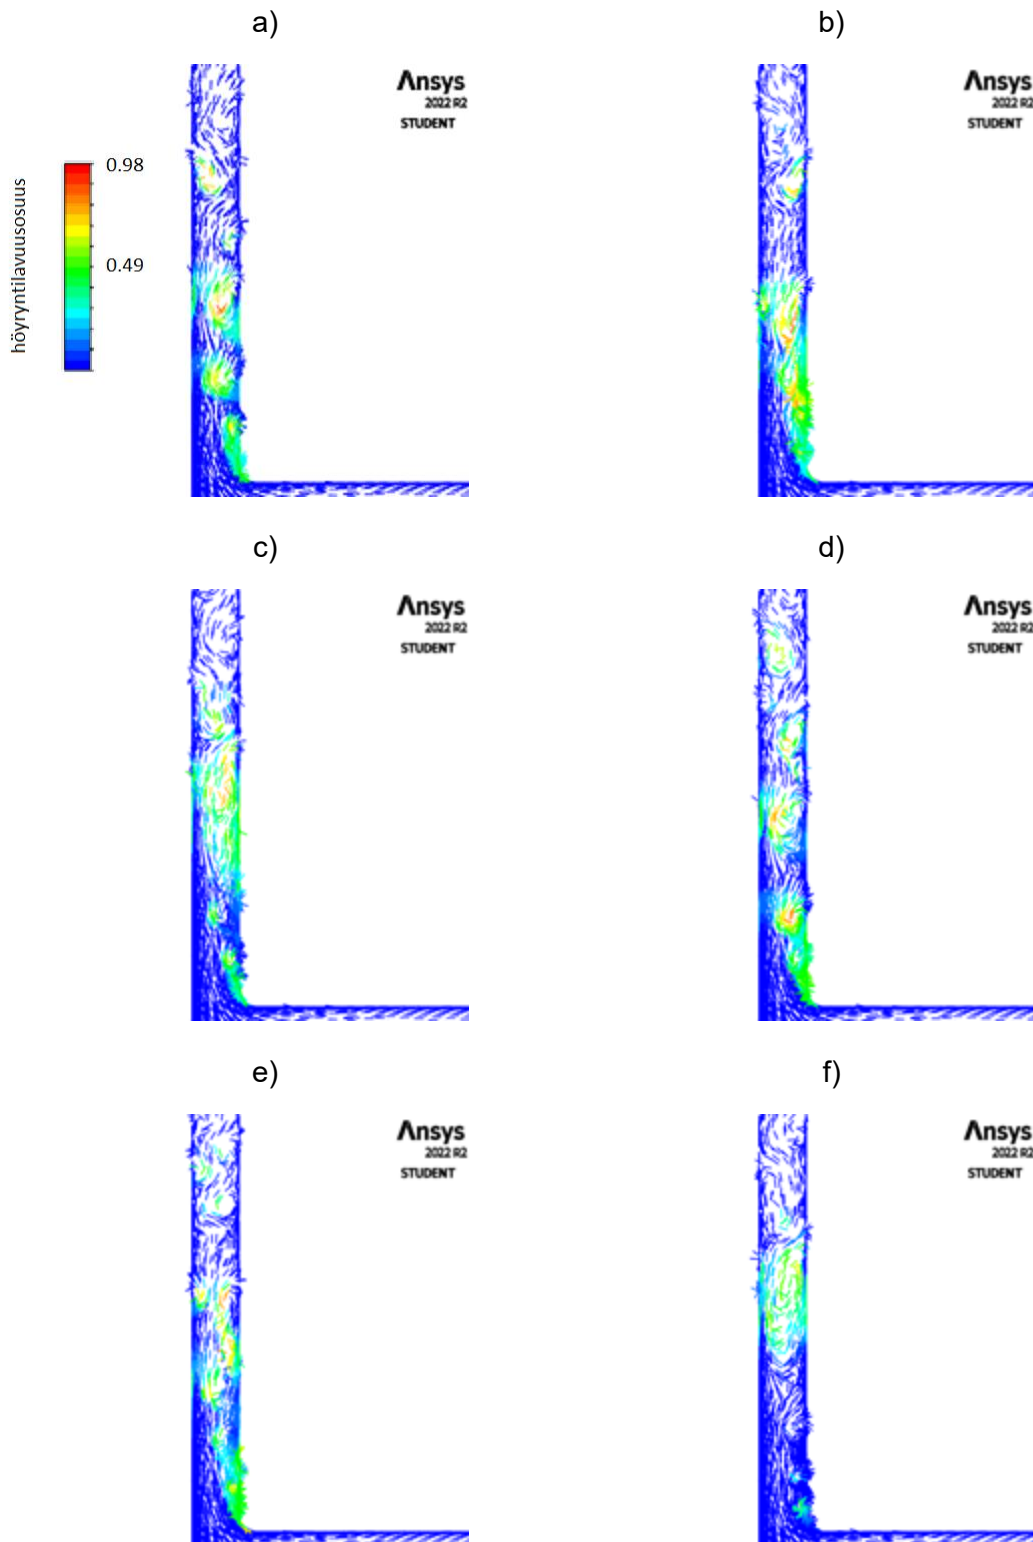 a)
b)
Ansys
2022 R2
STUDENT
Ansys
2022 R2
STUDENT
höyryntilavuusosuus
0.98
0.49
c)
d)
Ansys
2022 R2
STUDENT
Ansys
2022 R2
STUDENT
e)
f)
Ansys
2022 R2
STUDENT
Ansys
2022 R2
STUDENT